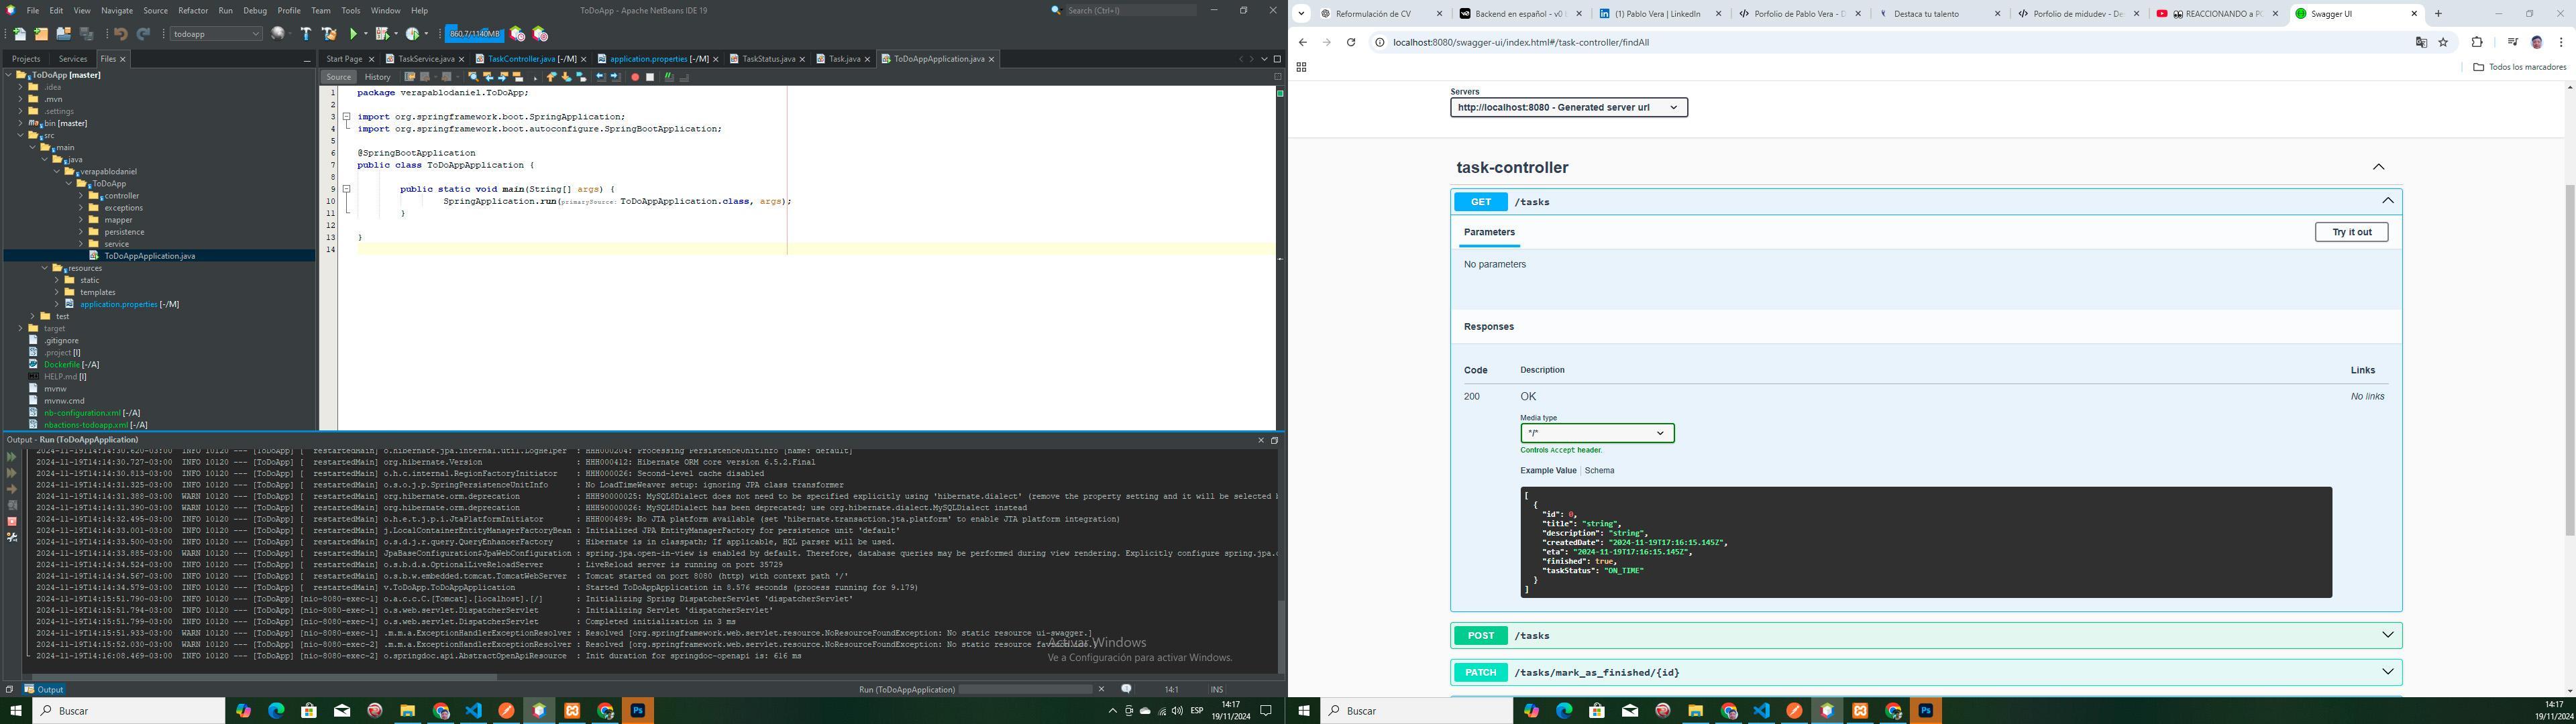 File Edit View Navigate Source Refactor Run Debug Profile Team Tools Window Help
ToDoApp - Apache NetBeans IDE 19
Search (Ctrl+I)
todoapp
860.7/1140MB
Projects Services Files
Start Page TaskService.java TaskController.java [-/M] application.properties [-/M] TaskStatus.java Task.java ToDoAppApplication.java
ToDoApp [master]
.idea
.mvn
.settings
bin [master]
src
main
java
verapablodaniel
ToDoApp
controller
exceptions
mapper
persistence
service
ToDoAppApplication.java
resources
static
templates
application.properties [-/M]
test
target
.gitignore
.project [I]
Dockerfile [-/A]
HELP.md [I]
mvnw
mvnw.cmd
nb-configuration.xml [-/A]
nbactions-todoapp.xml [-/A]
Source History
1 package verapablodaniel.ToDoApp;
2
3 import org.springframework.boot.SpringApplication;
4 import org.springframework.boot.autoconfigure.SpringBootApplication;
5
6 @SpringBootApplication
7 public class ToDoAppApplication {
8
9 public static void main(String[] args) {
10 SpringApplication.run(primarySource: ToDoAppApplication.class, args);
11 }
12
13 }
14
Output - Run (ToDoAppApplication)
2024-11-19T14:14:30.620-03:00 INFO 10120 --- [ToDoApp] [ restartedMain] o.hibernate.jpa.internal.util.LogHelper : HHH000204: Processing PersistenceUnitInfo [name: default]
2024-11-19T14:14:30.727-03:00 INFO 10120 --- [ToDoApp] [ restartedMain] org.hibernate.Version : HHH000412: Hibernate ORM core version 6.5.2.Final
2024-11-19T14:14:30.813-03:00 INFO 10120 --- [ToDoApp] [ restartedMain] o.h.c.internal.RegionFactoryInitiator : HHH000026: Second-level cache disabled
2024-11-19T14:14:31.325-03:00 INFO 10120 --- [ToDoApp] [ restartedMain] o.s.o.j.p.SpringPersistenceUnitInfo : No LoadTimeWeaver setup: ignoring JPA class transformer
2024-11-19T14:14:31.388-03:00 WARN 10120 --- [ToDoApp] [ restartedMain] org.hibernate.orm.deprecation : HHH90000025: MySQL8Dialect does not need to be specified explicitly using 'hibernate.dialect' (remove the property setting and it will be selected
2024-11-19T14:14:31.390-03:00 WARN 10120 --- [ToDoApp] [ restartedMain] org.hibernate.orm.deprecation : HHH90000026: MySQL8Dialect has been deprecated; use org.hibernate.dialect.MySQLDialect instead
2024-11-19T14:14:32.495-03:00 INFO 10120 --- [ToDoApp] [ restartedMain] o.h.e.t.j.p.i.JtaPlatformInitiator : HHH000489: No JTA platform available (set 'hibernate.transaction.jta.platform' to enable JTA platform integration)
2024-11-19T14:14:33.001-03:00 INFO 10120 --- [ToDoApp] [ restartedMain] j.LocalContainerEntityManagerFactoryBean : Initialized JPA EntityManagerFactory for persistence unit 'default'
2024-11-19T14:14:33.500-03:00 INFO 10120 --- [ToDoApp] [ restartedMain] o.s.d.j.r.query.QueryEnhancerFactory : Hibernate is in classpath; If applicable, HQL parser will be used.
2024-11-19T14:14:33.885-03:00 WARN 10120 --- [ToDoApp] [ restartedMain] JpaBaseConfiguration$JpaWebConfiguration : spring.jpa.open-in-view is enabled by default. Therefore, database queries may be performed during view rendering. Explicitly configure spring.jpa.
2024-11-19T14:14:34.524-03:00 INFO 10120 --- [ToDoApp] [ restartedMain] o.s.b.d.a.OptionalLiveReloadServer : LiveReload server is running on port 35729
2024-11-19T14:14:34.567-03:00 INFO 10120 --- [ToDoApp] [ restartedMain] o.s.b.w.embedded.tomcat.TomcatWebServer : Tomcat started on port 8080 (http) with context path '/'
2024-11-19T14:14:34.579-03:00 INFO 10120 --- [ToDoApp] [ restartedMain] v.ToDoApp.ToDoAppApplication : Started ToDoAppApplication in 8.576 seconds (process running for 9.179)
2024-11-19T14:15:51.790-03:00 INFO 10120 --- [ToDoApp] [nio-8080-exec-1] o.a.c.c.C.[Tomcat].[localhost].[/] : Initializing Spring DispatcherServlet 'dispatcherServlet'
2024-11-19T14:15:51.794-03:00 INFO 10120 --- [ToDoApp] [nio-8080-exec-1] o.s.web.servlet.DispatcherServlet : Initializing Servlet 'dispatcherServlet'
2024-11-19T14:15:51.799-03:00 INFO 10120 --- [ToDoApp] [nio-8080-exec-1] o.s.web.servlet.DispatcherServlet : Completed initialization in 3 ms
2024-11-19T14:15:51.933-03:00 WARN 10120 --- [ToDoApp] [nio-8080-exec-1] .m.m.a.ExceptionHandlerExceptionResolver : Resolved [org.springframework.web.servlet.resource.NoResourceFoundException: No static resource ui-swagger.]
2024-11-19T14:15:52.030-03:00 WARN 10120 --- [ToDoApp] [nio-8080-exec-2] .m.m.a.ExceptionHandlerExceptionResolver : Resolved [org.springframework.web.servlet.resource.NoResourceFoundException: No static resource favicon.ico.]
2024-11-19T14:16:08.469-03:00 INFO 10120 --- [ToDoApp] [nio-8080-exec-2] o.springdoc.api.AbstractOpenApiResource : Init duration for springdoc-openapi is: 616 ms
Activar Windows
Ve a Configuración para activar Windows.
Output
Run (ToDoAppApplication)
14:1 INS
Buscar
ESP
14:17
19/11/2024
Reformulación de CV
Backend en español - v0
(1) Pablo Vera | LinkedIn
Porfolio de Pablo Vera - D
Destaca tu talento
Porfolio de midudev - De
REACCIONANDO a PO
Swagger UI
localhost:8080/swagger-ui/index.html#/task-controller/findAll
Todos los marcadores
Servers
http://localhost:8080 - Generated server url
task-controller
GET /tasks
Parameters
Try it out
No parameters
Responses
Code Description Links
200 OK No links
Media type
*/*
Controls Accept header.
Example Value Schema
[
{
"id": 0,
"title": "string",
"description": "string",
"createdDate": "2024-11-19T17:16:15.145Z",
"eta": "2024-11-19T17:16:15.145Z",
"finished": true,
"taskStatus": "ON_TIME"
}
]
POST /tasks
PATCH /tasks/mark_as_finished/{id}
Buscar
14:17
19/11/2024